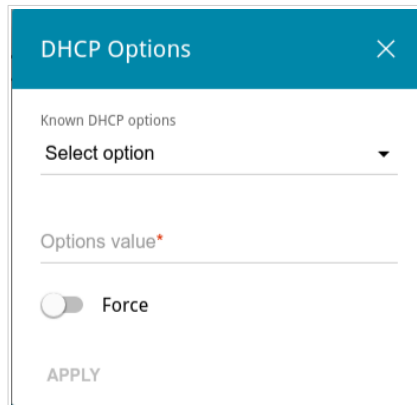 DHCP Options
Known DHCP options
Select option
Options value*
Force
APPLY